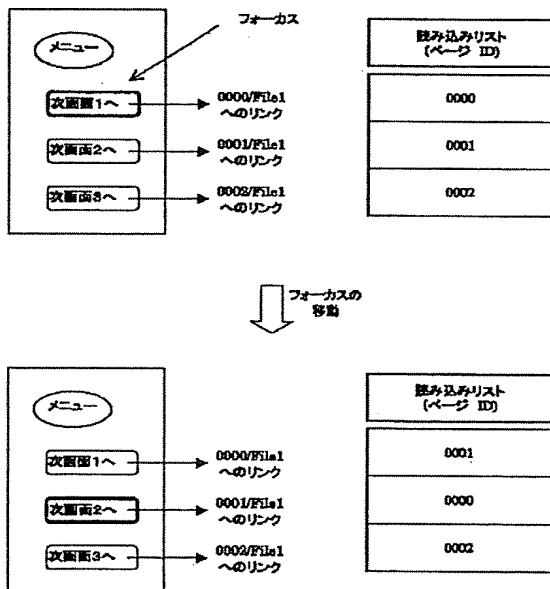 フォーカス
メニュー
次画面1へ
0000/File1
へのリンク
次画面2へ
0001/File1
へのリンク
次画面3へ
0002/File1
へのリンク
読み込みリスト
(ページ ID)
0000
0001
0002
フォーカスの
移動
メニュー
次画面1へ
0000/File1
へのリンク
次画面2へ
0001/File1
へのリンク
次画面3へ
0002/File1
へのリンク
読み込みリスト
(ページ ID)
0001
0000
0002